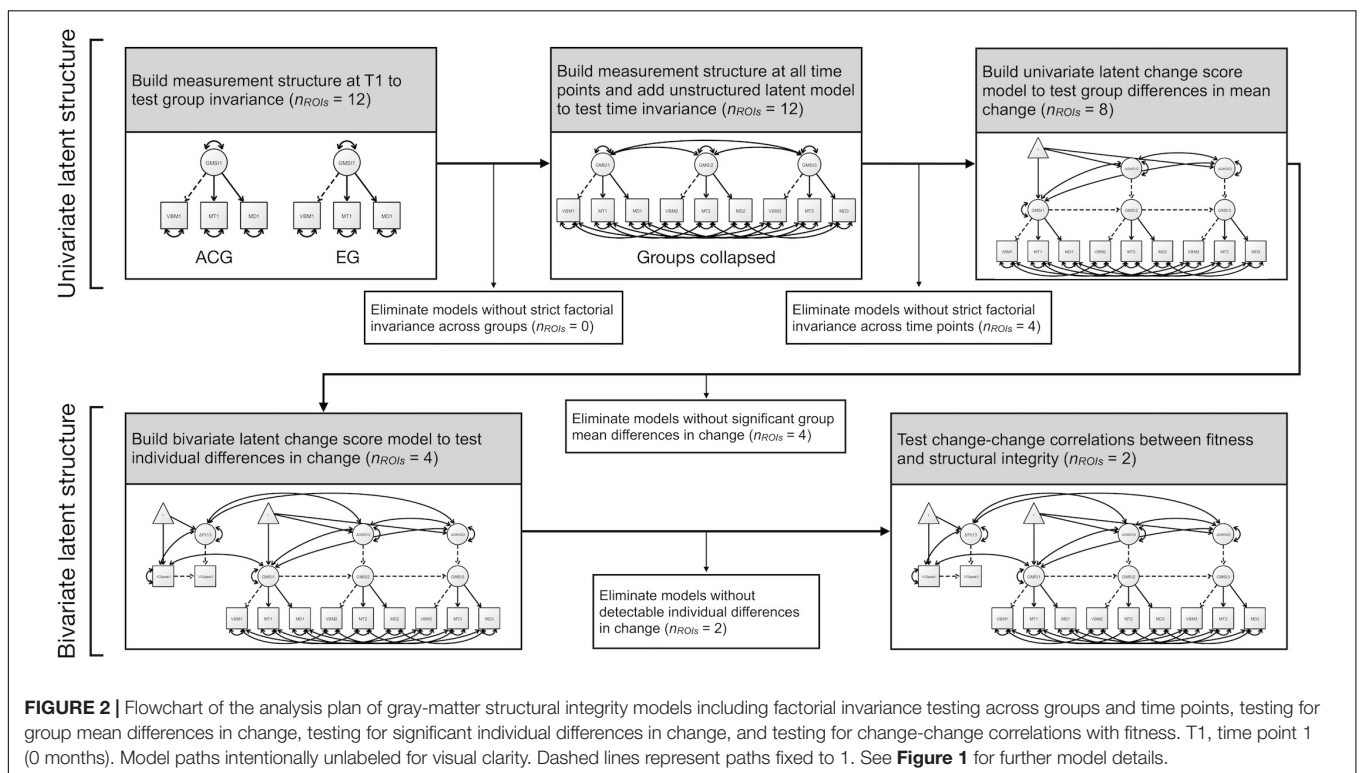 Univariate latent structure
Build measurement structure at T1 to
test group invariance (nROIs = 12)
GMSI1
GMSI1
VBM1 MT1 MD1
VBM1 MT1 MD1
ACG
EG
Build measurement structure at all time
points and add unstructured latent model
to test time invariance (nROIs = 12)
GMSI1 GMSI2 GMSI3
VBM1 MT1 MD1 VBM2 MT2 MD2 VBM3 MT3 MD3
Groups collapsed
Build univariate latent change score
model to test group differences in mean
change (nROIs = 8)
ΔGMSI2 ΔGMSI3
GMSI1 GMSI2 GMSI3
VBM1 MT1 MD1 VBM2 MT2 MD2 VBM3 MT3 MD3
Eliminate models without strict factorial
invariance across groups (nROIs = 0)
Eliminate models without strict factorial
invariance across time points (nROIs = 4)
Bivariate latent structure
Eliminate models without significant group
mean differences in change (nROIs = 4)
Build bivariate latent change score model to test
individual differences in change (nROIs = 4)
GMSI1 GMSI2 GMSI3
VBM1 MT1 MD1 VBM2 MT2 MD2 VBM3 MT3 MD3
Eliminate models without
detectable individual differences
in change (nROIs = 2)
Test change-change correlations between fitness
and structural integrity (nROIs = 2)
GMSI1 GMSI2 GMSI3
VBM1 MT1 MD1 VBM2 MT2 MD2 VBM3 MT3 MD3
FIGURE 2 | Flowchart of the analysis plan of gray-matter structural integrity models including factorial invariance testing across groups and time points, testing for
group mean differences in change, testing for significant individual differences in change, and testing for change-change correlations with fitness. T1, time point 1
(0 months). Model paths intentionally unlabeled for visual clarity. Dashed lines represent paths fixed to 1. See Figure 1 for further model details.